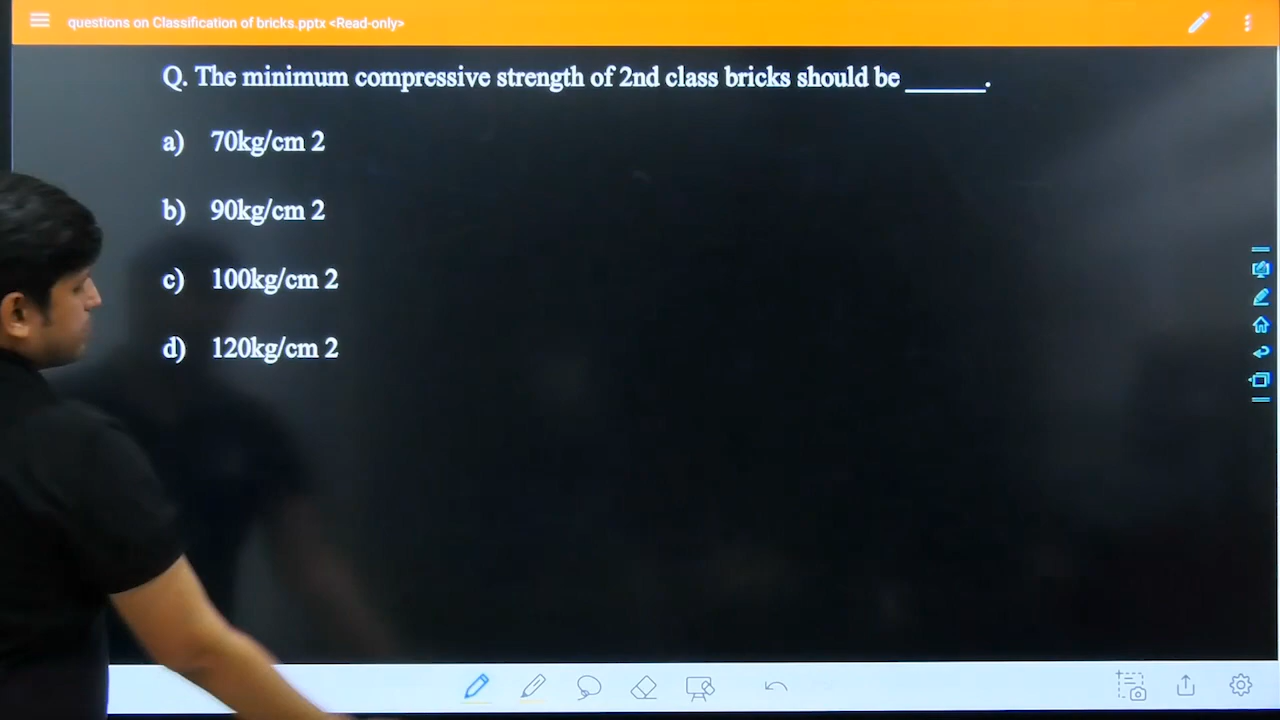 questions on Classification of bricks.pptx <Read-only>
Q. The minimum compressive strength of 2nd class bricks should be ______.
a) 70kg/cm 2
b) 90kg/cm 2
c) 100kg/cm 2
d) 120kg/cm 2